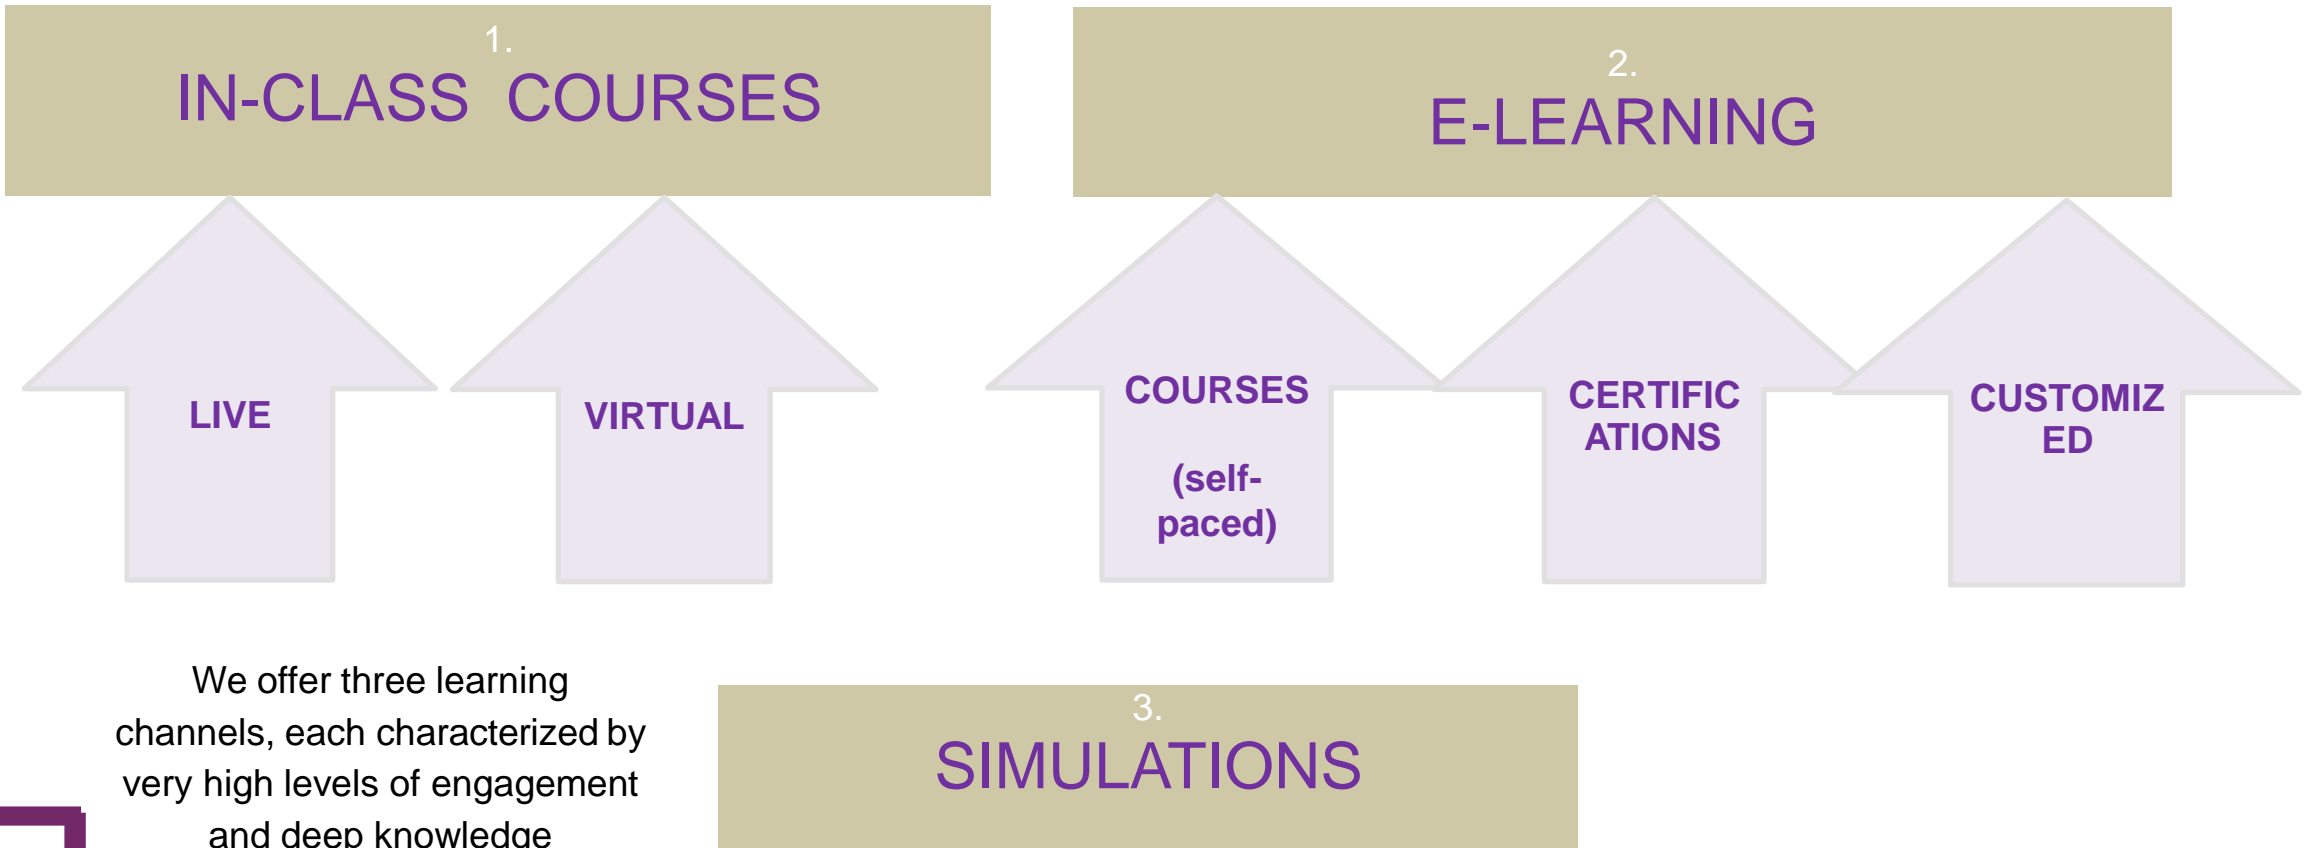 1.
IN-CLASS COURSES
2.
E-LEARNING
LIVE
VIRTUAL
COURSES
(self-
paced)
CERTIFIC
ATIONS
CUSTOMIZ
ED
We offer three learning
channels, each characterized by
very high levels of engagement
and deep knowledge
3.
SIMULATIONS